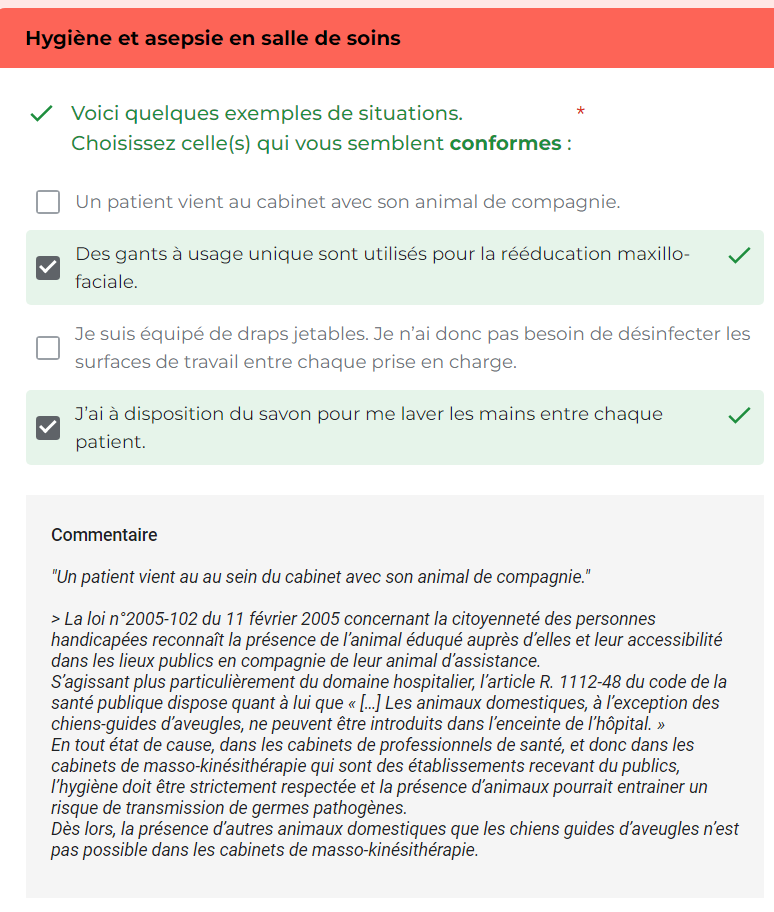 Hygiène et asepsie en salle de soins
Voici quelques exemples de situations. *
Choisissez celle(s) qui vous semblent conformes :
Un patient vient au cabinet avec son animal de compagnie.
Des gants à usage unique sont utilisés pour la rééducation maxillo-
faciale.
Je suis équipé de draps jetables. Je n’ai donc pas besoin de désinfecter les
surfaces de travail entre chaque prise en charge.
J’ai à disposition du savon pour me laver les mains entre chaque
patient.
Commentaire
"Un patient vient au au sein du cabinet avec son animal de compagnie."
> La loi n°2005-102 du 11 février 2005 concernant la citoyenneté des personnes
handicapées reconnaît la présence de l’animal éduqué auprès d’elles et leur accessibilité
dans les lieux publics en compagnie de leur animal d’assistance.
S’agissant plus particulièrement du domaine hospitalier, l’article R. 1112-48 du code de la
santé publique dispose quant à lui que « […] Les animaux domestiques, à l’exception des
chiens-guides d’aveugles, ne peuvent être introduits dans l’enceinte de l’hôpital. »
En tout état de cause, dans les cabinets de professionnels de santé, et donc dans les
cabinets de masso-kinésithérapie qui sont des établissements recevant du publics,
l’hygiène doit être strictement respectée et la présence d’animaux pourrait entrainer un
risque de transmission de germes pathogènes.
Dès lors, la présence d’autres animaux domestiques que les chiens guides d’aveugles n’est
pas possible dans les cabinets de masso-kinésithérapie.